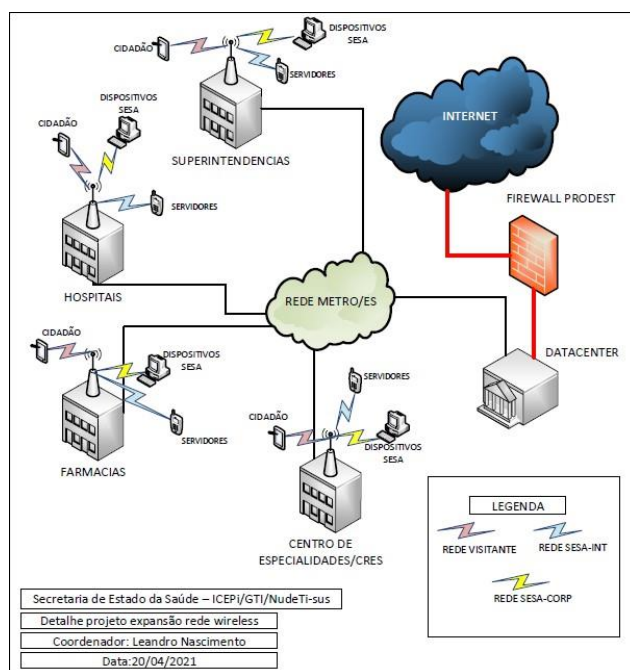 CIDADÃO
DISPOSITIVOS
SESA
SERVIDORES
SUPERINTENDENCIAS
DISPOSITIVOS
SESA
CIDADÃO
SERVIDORES
HOSPITAIS
INTERNET
FIREWALL PRODEST
REDE METRO/ES
DATACENTER
CIDADÃO
DISPOSITIVOS
SESA
SERVIDORES
FARMACIAS
SERVIDORES
CIDADÃO
DISPOSITIVOS
SESA
CENTRO DE
ESPECIALIDADES/CRES
LEGENDA
REDE VISITANTE
REDE SESA-INT
REDE SESA-CORP
Secretaria de Estado da Saúde – ICEPi/GTI/NudeTi-sus
Detalhe projeto expansão rede wireless
Coordenador: Leandro Nascimento
Data:20/04/2021